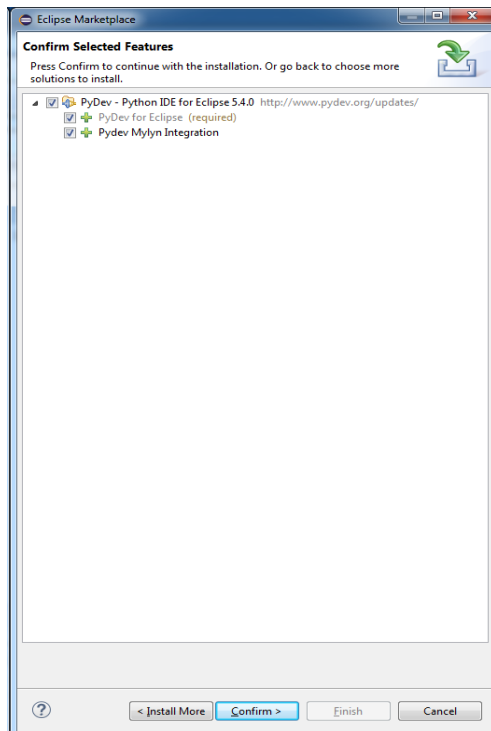 Eclipse Marketplace
Confirm Selected Features
Press Confirm to continue with the installation. Or go back to choose more
solutions to install.
PyDev - Python IDE for Eclipse 5.4.0 http://www.pydev.org/updates/
PyDev for Eclipse (required)
Pydev Mylyn Integration
?
< Install More
Confirm >
Finish
Cancel